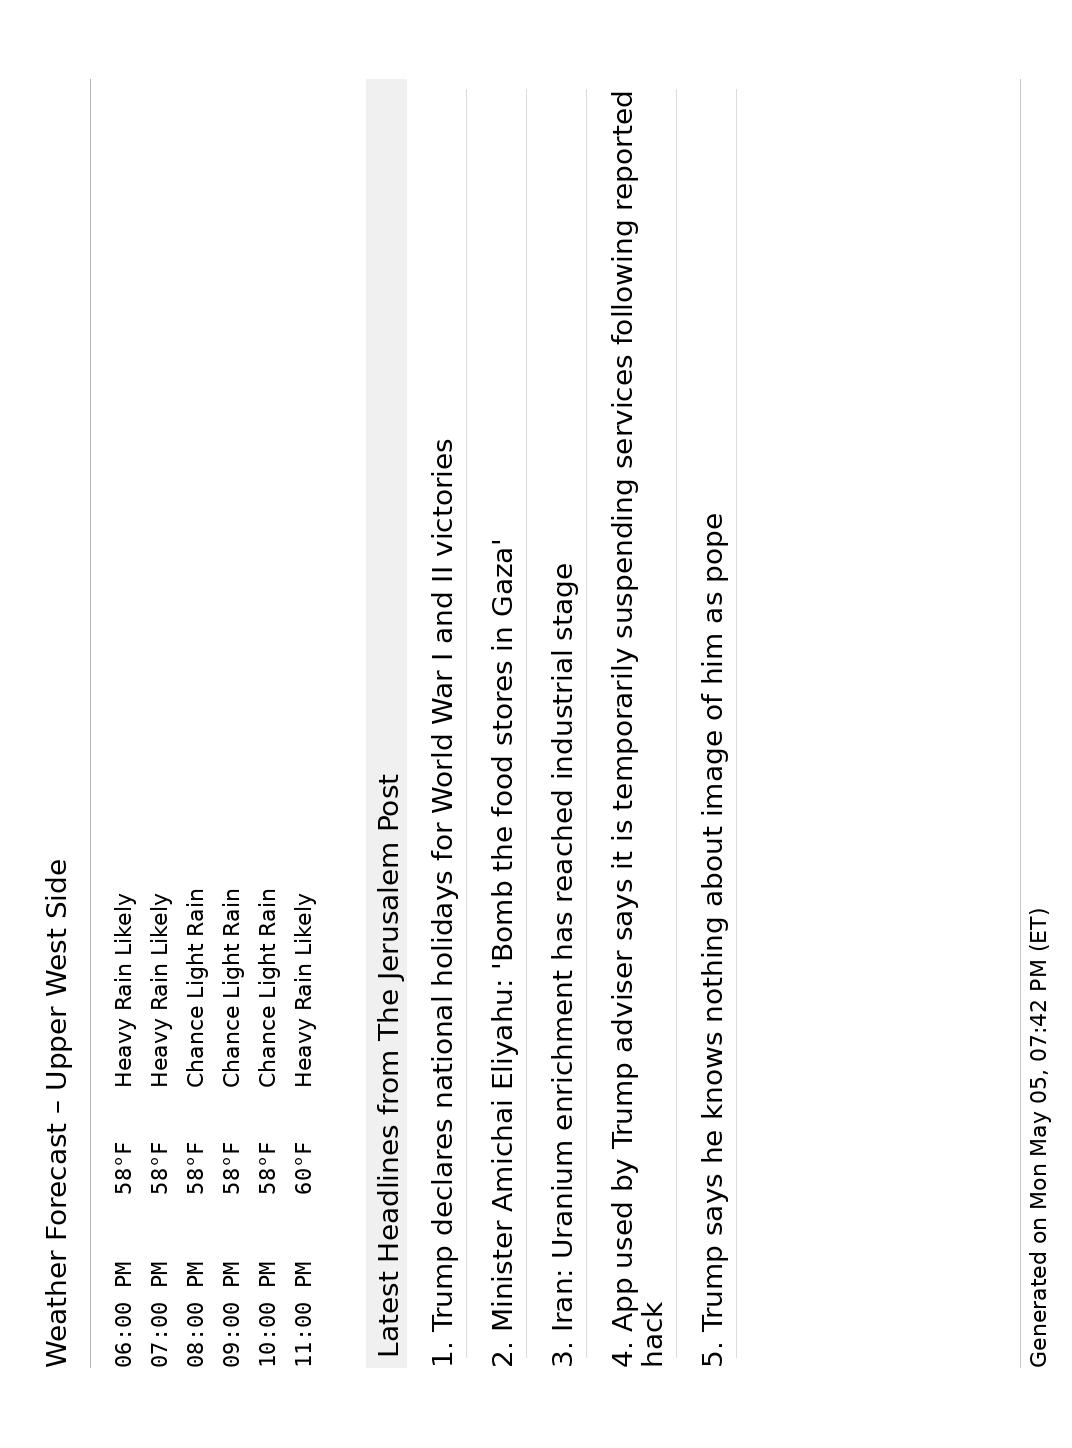 Weather Forecast – Upper West Side
06:00 PM 58°F Heavy Rain Likely
07:00 PM 58°F Heavy Rain Likely
08:00 PM 58°F Chance Light Rain
09:00 PM 58°F Chance Light Rain
10:00 PM 58°F Chance Light Rain
11:00 PM 60°F Heavy Rain Likely
Latest Headlines from The Jerusalem Post
1. Trump declares national holidays for World War I and II victories
2. Minister Amichai Eliyahu: 'Bomb the food stores in Gaza'
3. Iran: Uranium enrichment has reached industrial stage
4. App used by Trump adviser says it is temporarily suspending services following reported
hack
5. Trump says he knows nothing about image of him as pope
Generated on Mon May 05, 07:42 PM (ET)